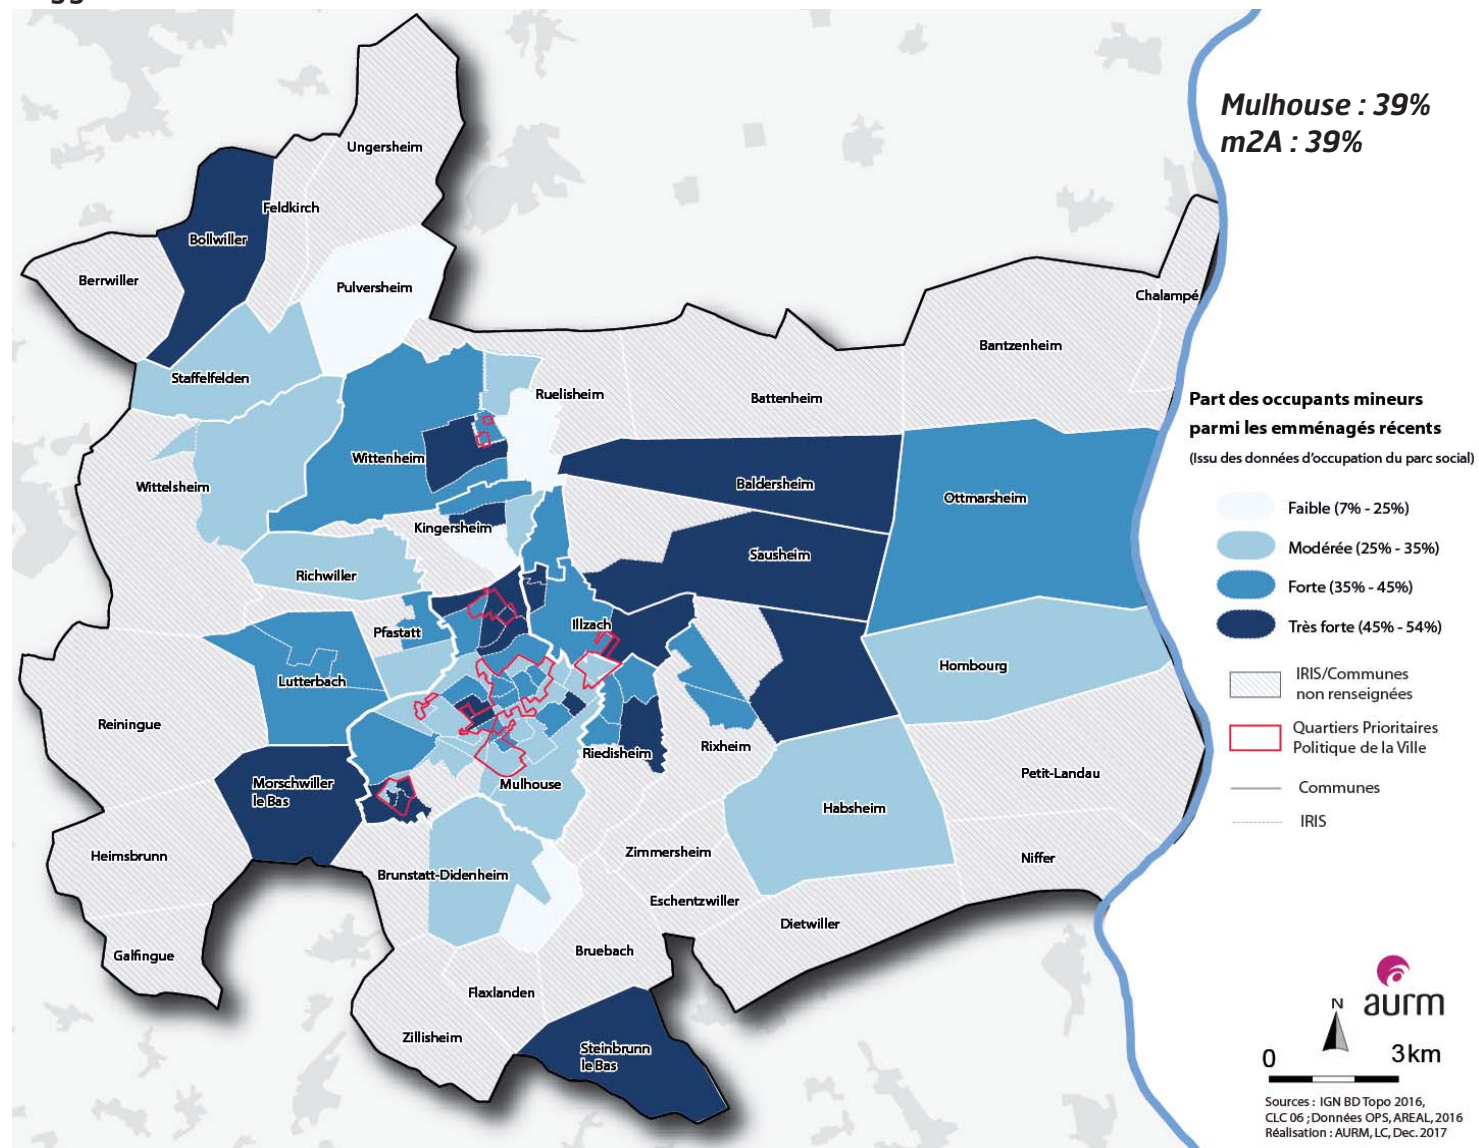 Mulhouse : 39%
m2A : 39%
Ungersheim
Feldkirch
Bollwiller
Berrwiller
Pulversheim
Chalampé
Bantzenheim
Staffelfelden
Ruelisheim
Battenheim
Part des occupants mineurs
parmi les emménagés récents
(Issu des données d'occupation du parc social)
Wittenheim
Wittelsheim
Baldersheim
Ottmarsheim
Faible (7% - 25%)
Kingersheim
Modérée (25% - 35%)
Sausheim
Richwiller
Forte (35% - 45%)
Pfastatt
Illzach
Très forte (45% - 54%)
Hombourg
Lutterbach
IRIS/Communes
non renseignées
Reiningue
Quartiers Prioritaires
Politique de la Ville
Riedisheim
Rixheim
Morschwiller
le Bas
Mulhouse
Petit-Landau
Communes
Habsheim
IRIS
Heimsbrunn
Zimmersheim
Niffer
Brunstatt-Didenheim
Eschentzwiller
Dietwiller
Galfingue
Bruebach
Flaxlanden
Zillisheim
Steinbrunn
le Bas
aurm
N
0 3 km
Sources : IGN BD Topo 2016,
CLC 06 ; Données OPS, AREAL, 2016
Réalisation : AURM, LC, Dec. 2017